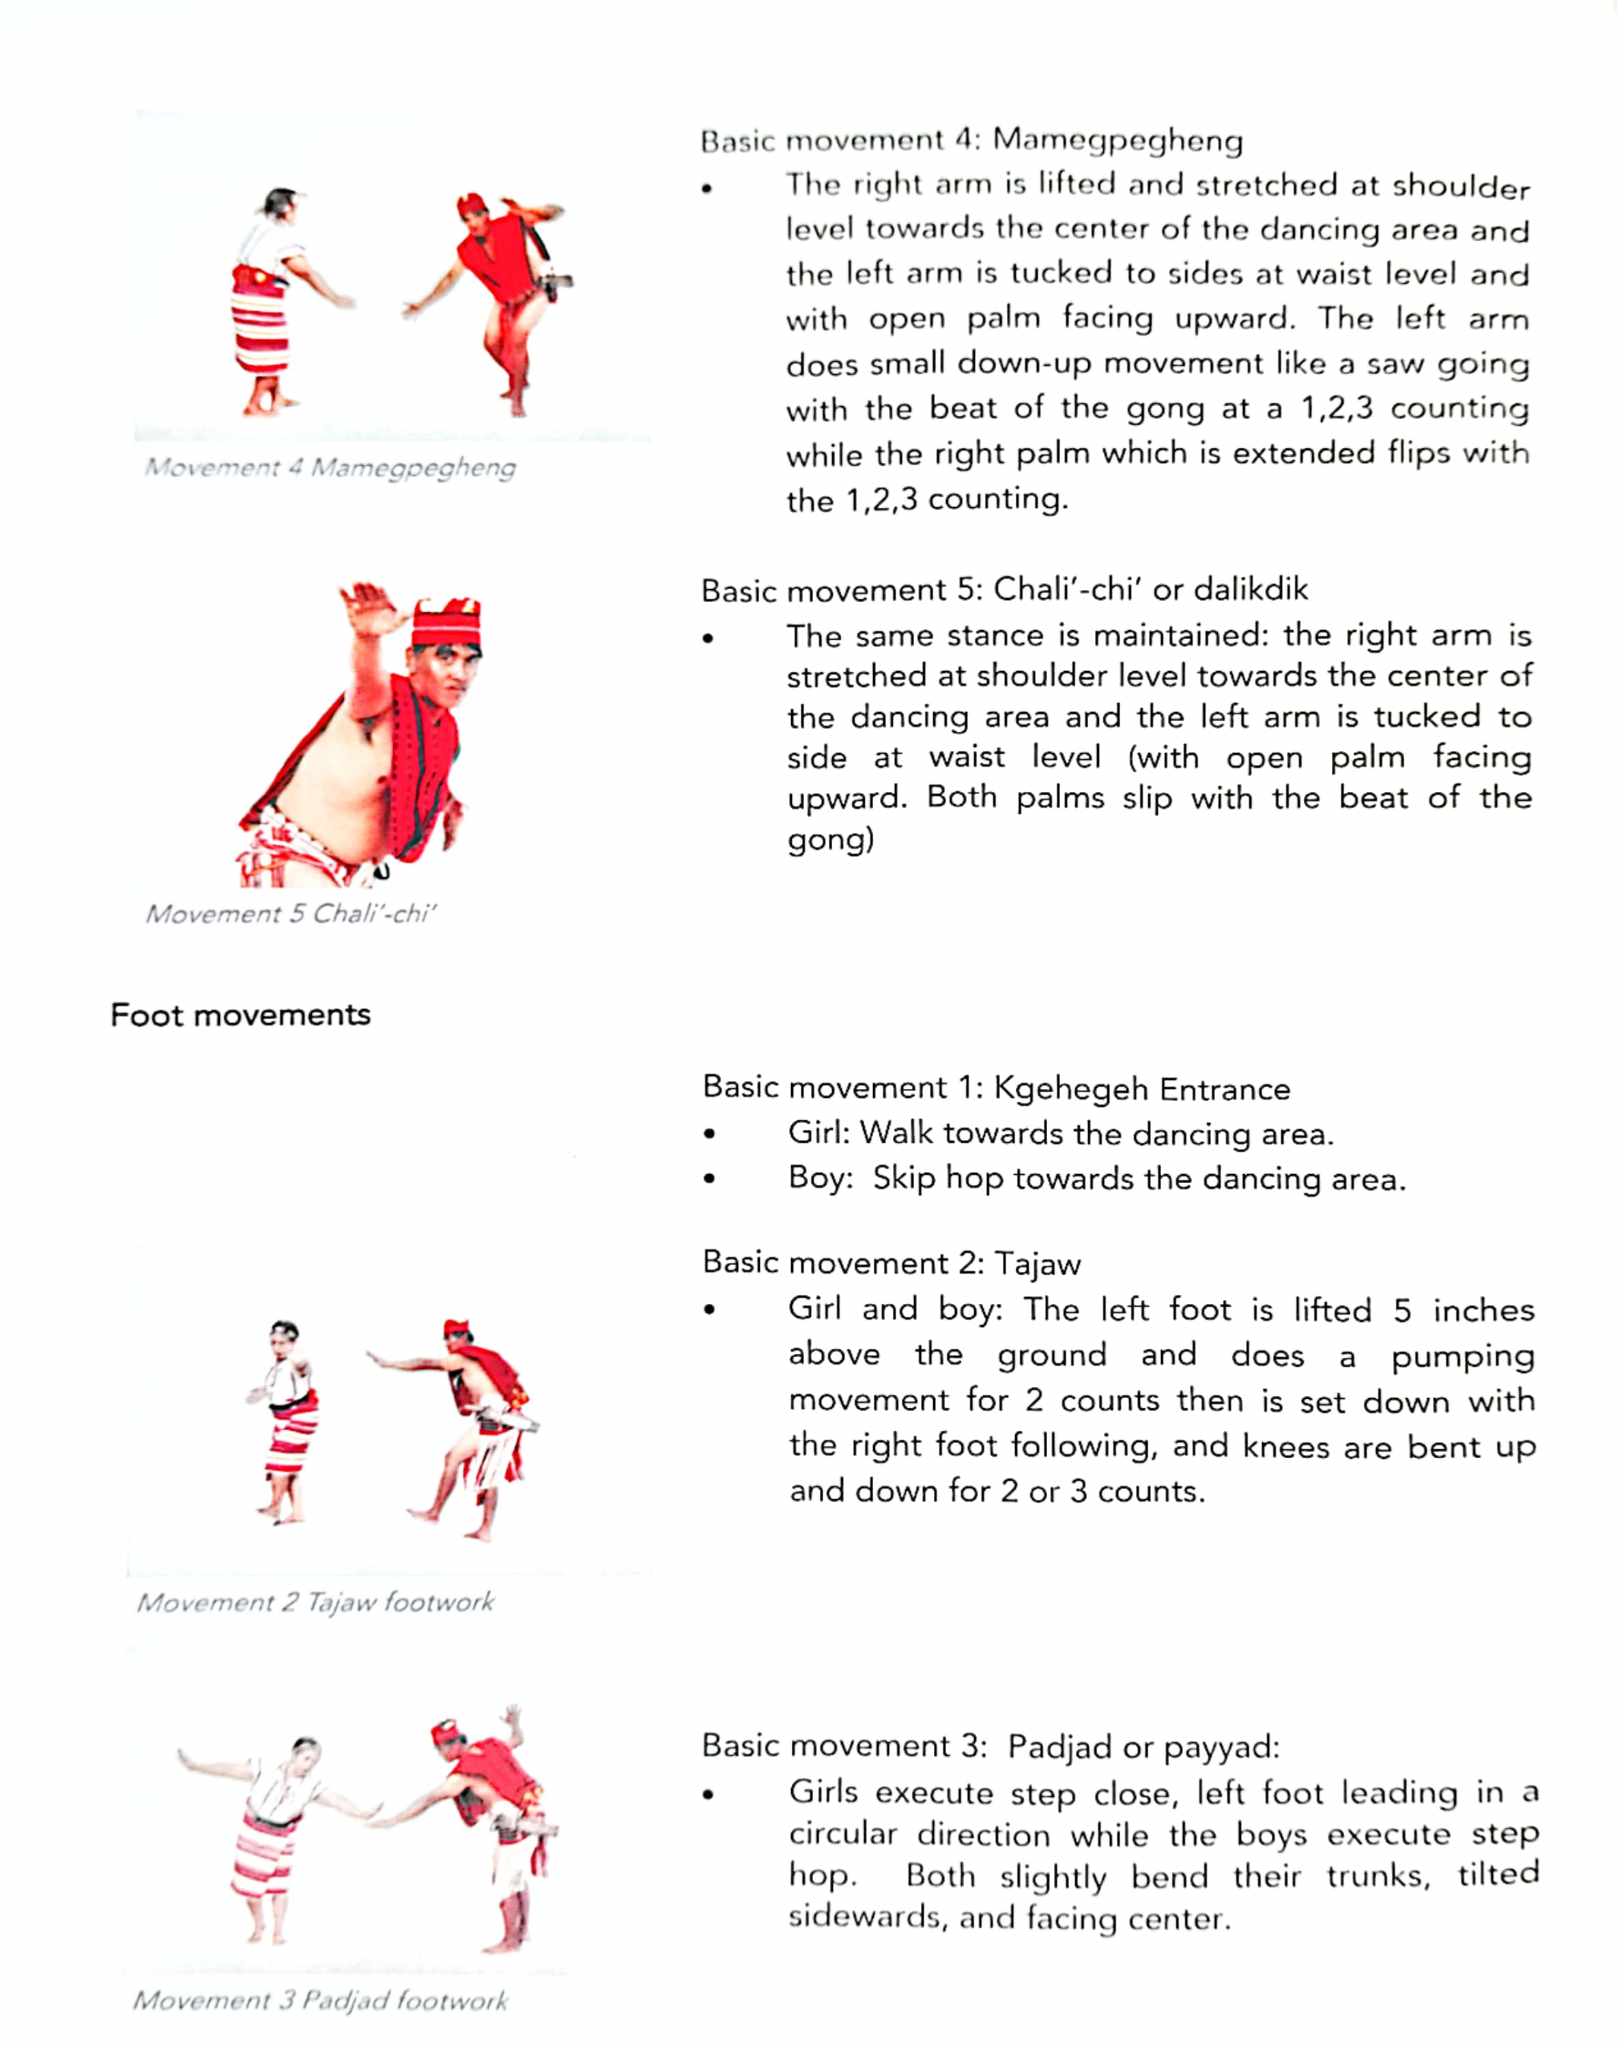 Basic movement 4: Mamegpegheng
• The right arm is lifted and stretched at shoulder
level towards the center of the dancing area and
the left arm is tucked to sides at waist level and
with open palm facing upward. The left arm
does small down-up movement like a saw going
with the beat of the gong at a 1,2,3 counting
while the right palm which is extended flips with
the 1,2,3 counting.
Movement 4 Mamegpegheng
Basic movement 5: Chali’-chi’ or dalikdik
• The same stance is maintained: the right arm is
stretched at shoulder level towards the center of
the dancing area and the left arm is tucked to
side at waist level (with open palm facing
upward. Both palms slip with the beat of the
gong)
Movement 5 Chali’-chi’
Foot movements
Basic movement 1: Kgehegeh Entrance
• Girl: Walk towards the dancing area.
• Boy: Skip hop towards the dancing area.
Basic movement 2: Tajaw
• Girl and boy: The left foot is lifted 5 inches
above the ground and does a pumping
movement for 2 counts then is set down with
the right foot following, and knees are bent up
and down for 2 or 3 counts.
Movement 2 Tajaw footwork
Basic movement 3: Padjad or payyad:
• Girls execute step close, left foot leading in a
circular direction while the boys execute step
hop. Both slightly bend their trunks, tilted
sidewards, and facing center.
Movement 3 Padjad footwork